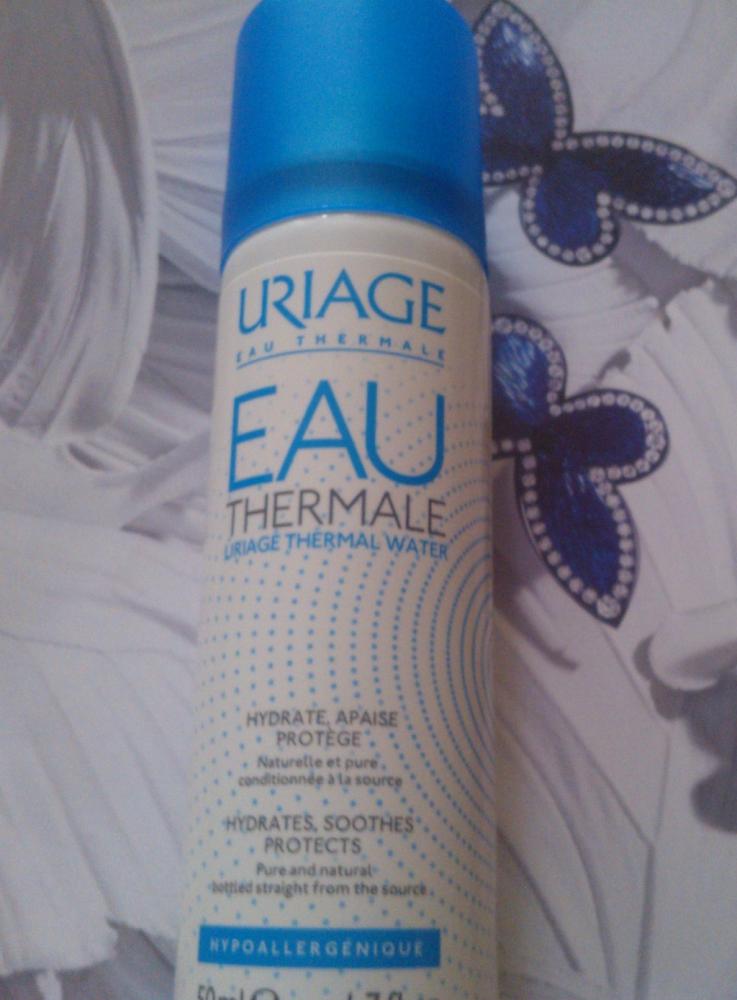 URIAGE
EAU THERMALE
EAU
THERMALE
URIAGE THERMAL WATER
HYDRATE, APAISE
PROTÈGE
Naturelle et pure
conditionnée à la source
HYDRATES, SOOTHES
PROTECTS
Pure and natural
bottled straight from the source
HYPOALLERGÉNIQUE
50ml